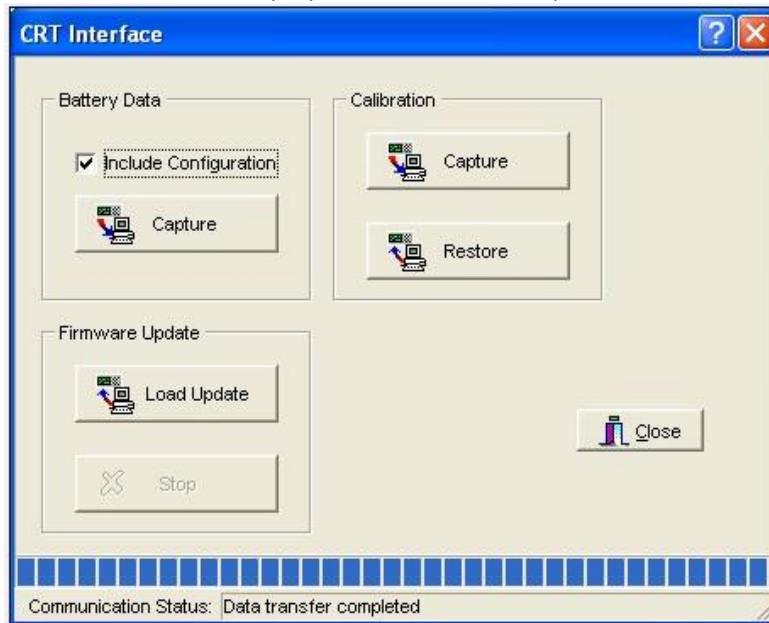 CRT Interface
Battery Data
Include Configuration
Capture
Calibration
Capture
Restore
Firmware Update
Load Update
Stop
Close
Communication Status: Data transfer completed